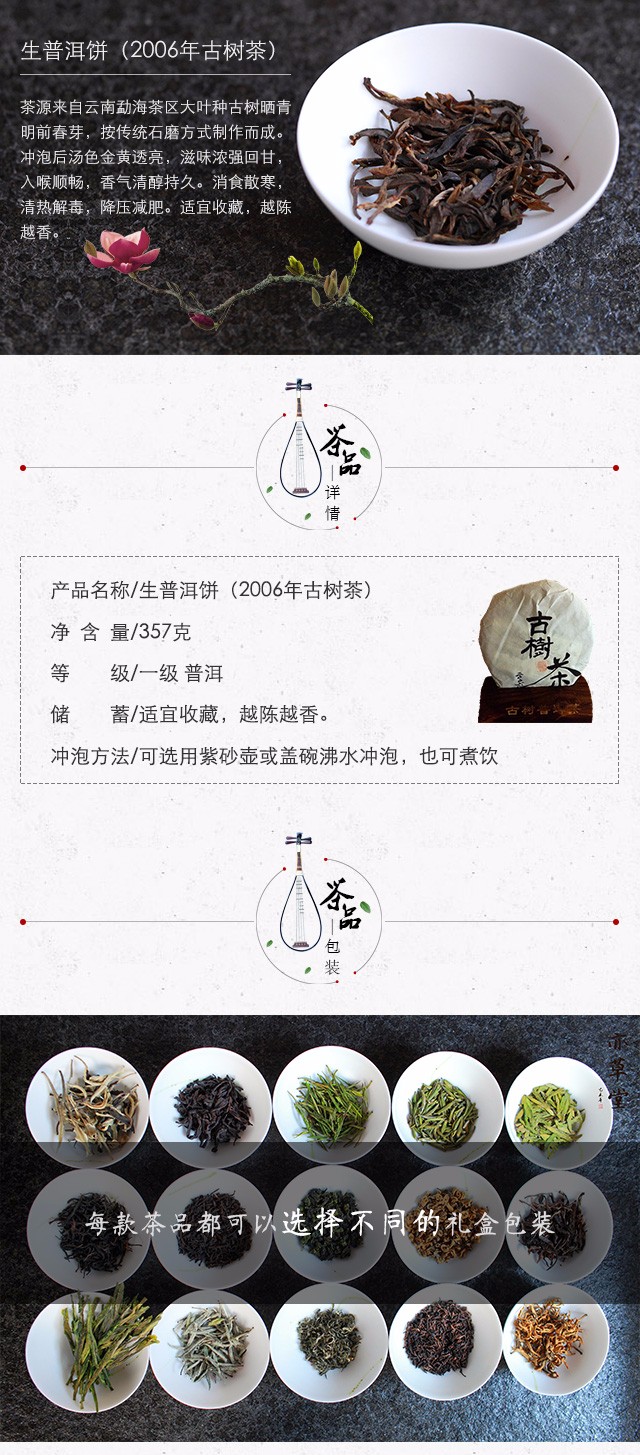 生普洱饼（2006年古树茶）
茶源来自云南勐海茶区大叶种古树晒青
明前春芽，按传统石磨方式制作而成。
冲泡后汤色金黄透亮，滋味浓强回甘，
入喉顺畅，香气清醇持久。消食散寒，
清热解毒，降压减肥。适宜收藏，越陈
越香。
茶品
详情
产品名称/生普洱饼（2006年古树茶）
净含量/357克
等级/一级 普洱
储蓄/适宜收藏，越陈越香。
冲泡方法/可选用紫砂壶或盖碗沸水冲泡，也可煮饮
古樹
茶
茶品
包装
亦草堂
每款茶品都可以选择不同的礼盒包装